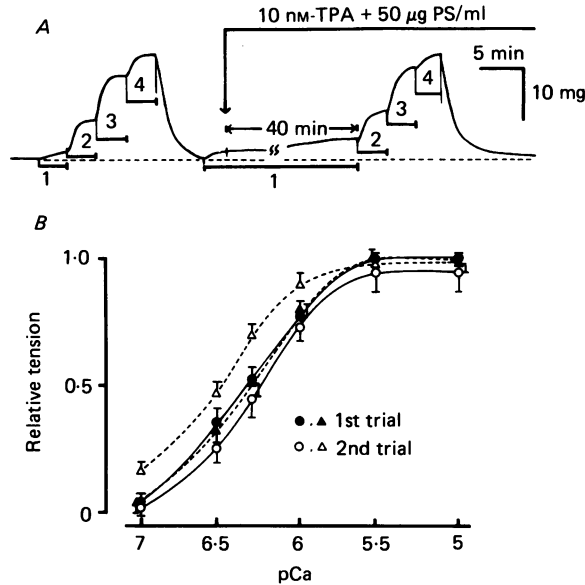 A
10 nM-TPA + 50 µg PS/ml
5 min
10 mg
4
3
2
1
40 min
4
3
2
1
B
1·0
0·5
0
Relative tension
1st trial
2nd trial
7
6·5
6
5·5
5
pCa